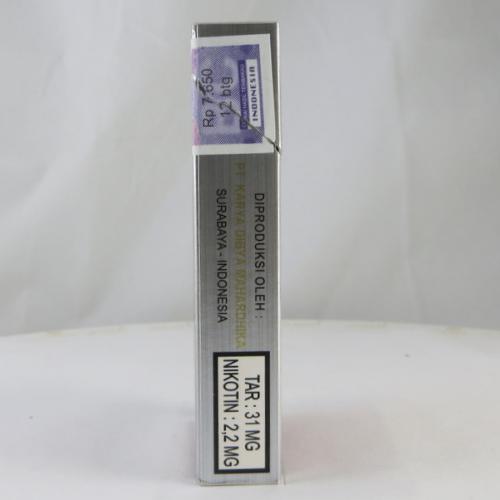 INDONESIA
Rp 7.650
12 btg
DIPRODUKSI OLEH :
PT KARYA DIBYA MAHARDHIKA
SURABAYA - INDONESIA
TAR : 31 MG
NIKOTIN : 2,2 MG